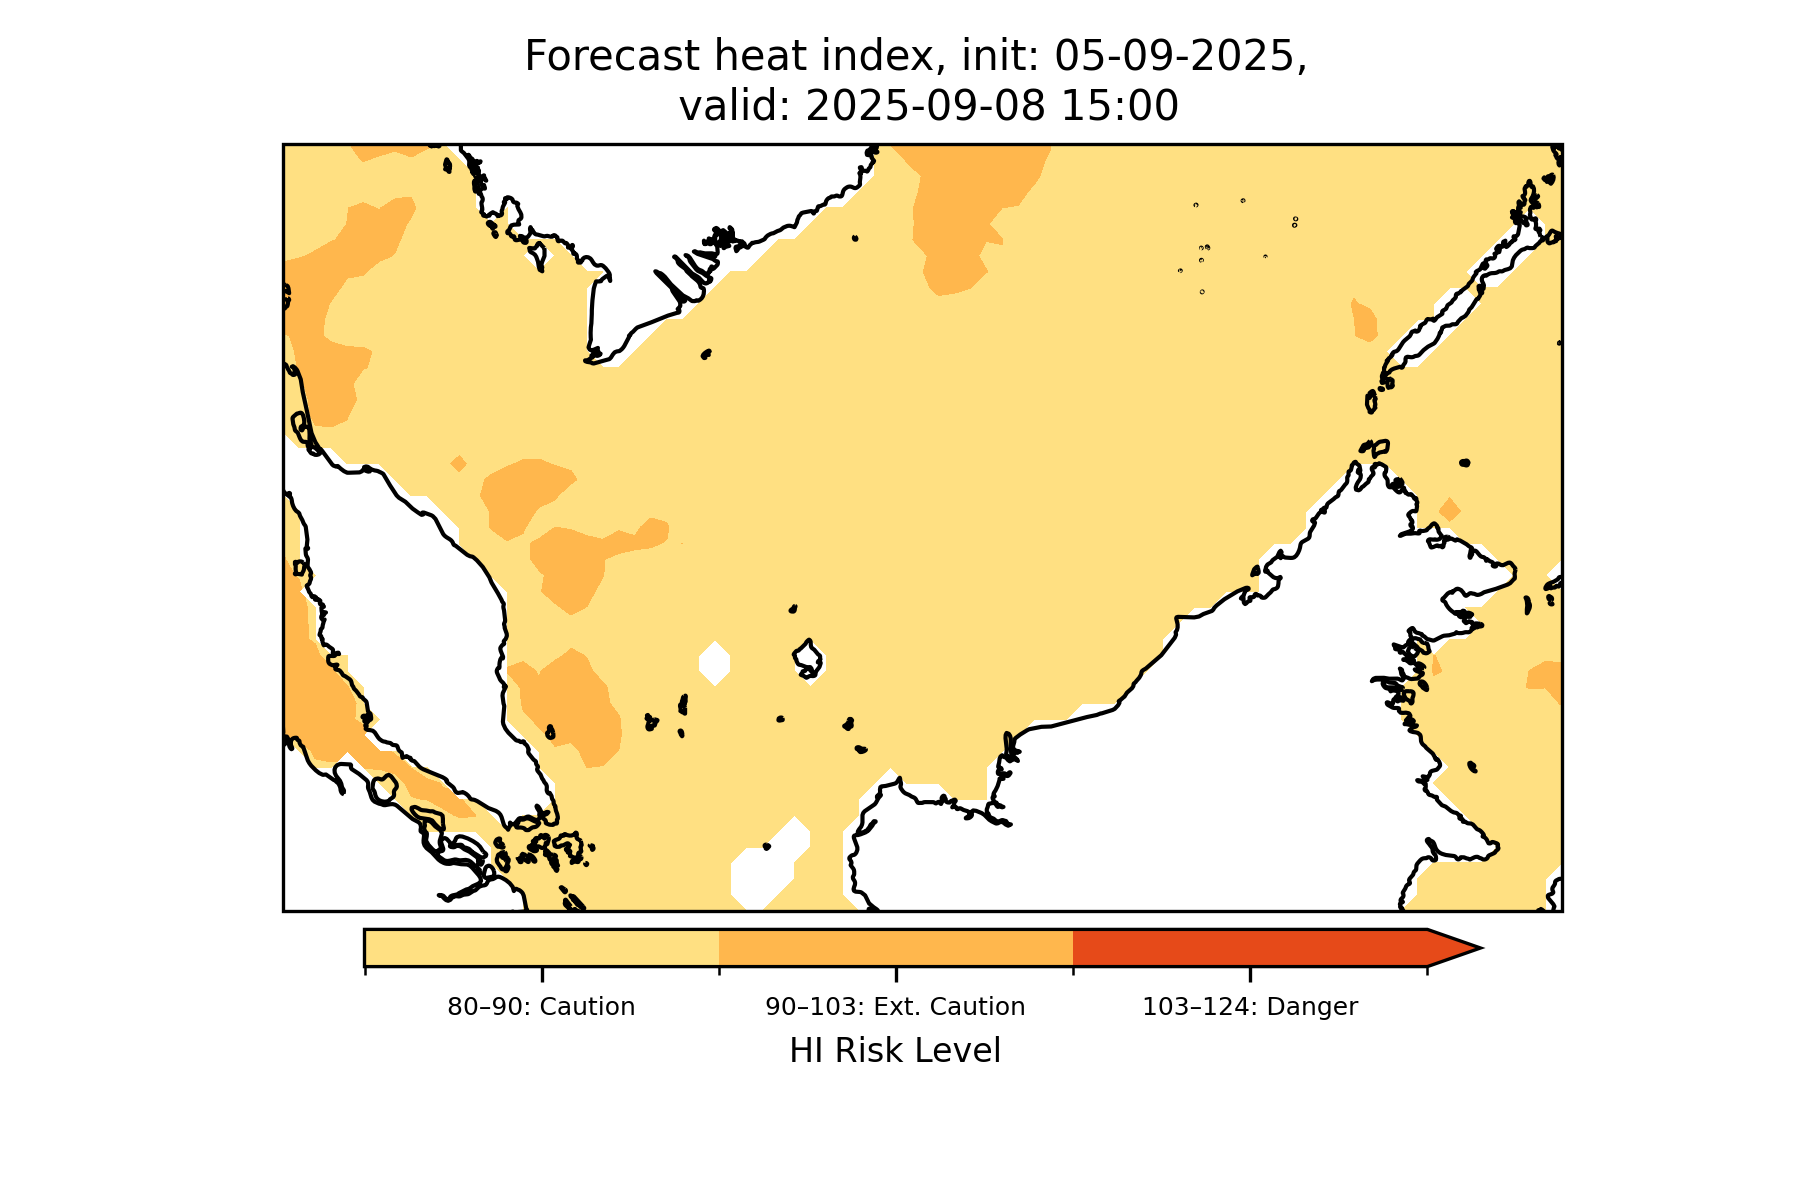 Forecast heat index, init: 05-09-2025,
valid: 2025-09-08 15:00
80–90: Caution
90–103: Ext. Caution
103–124: Danger
HI Risk Level